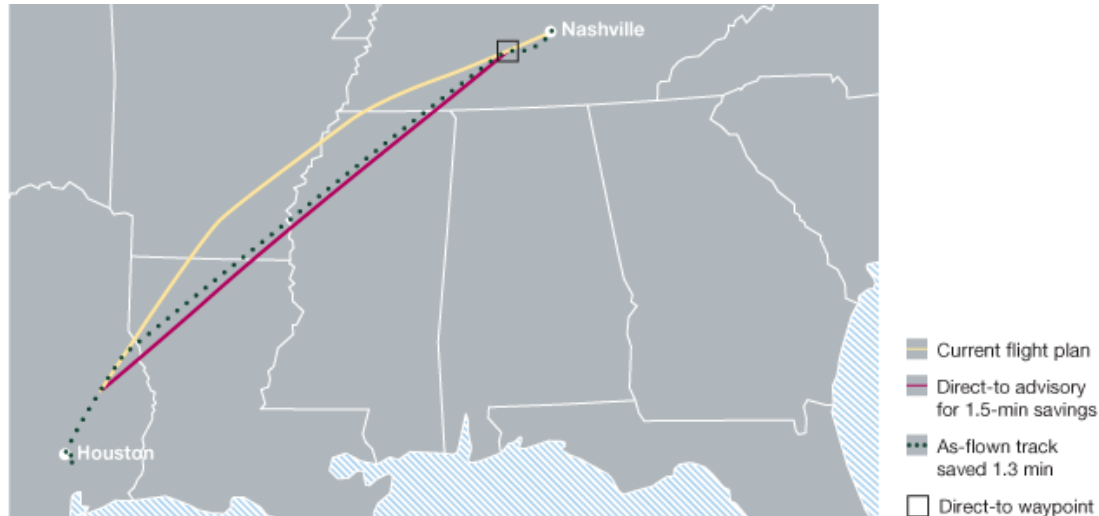 Nashville
Houston
Current flight plan
Direct-to advisory
for 1.5-min savings
As-flown track
saved 1.3 min
Direct-to waypoint